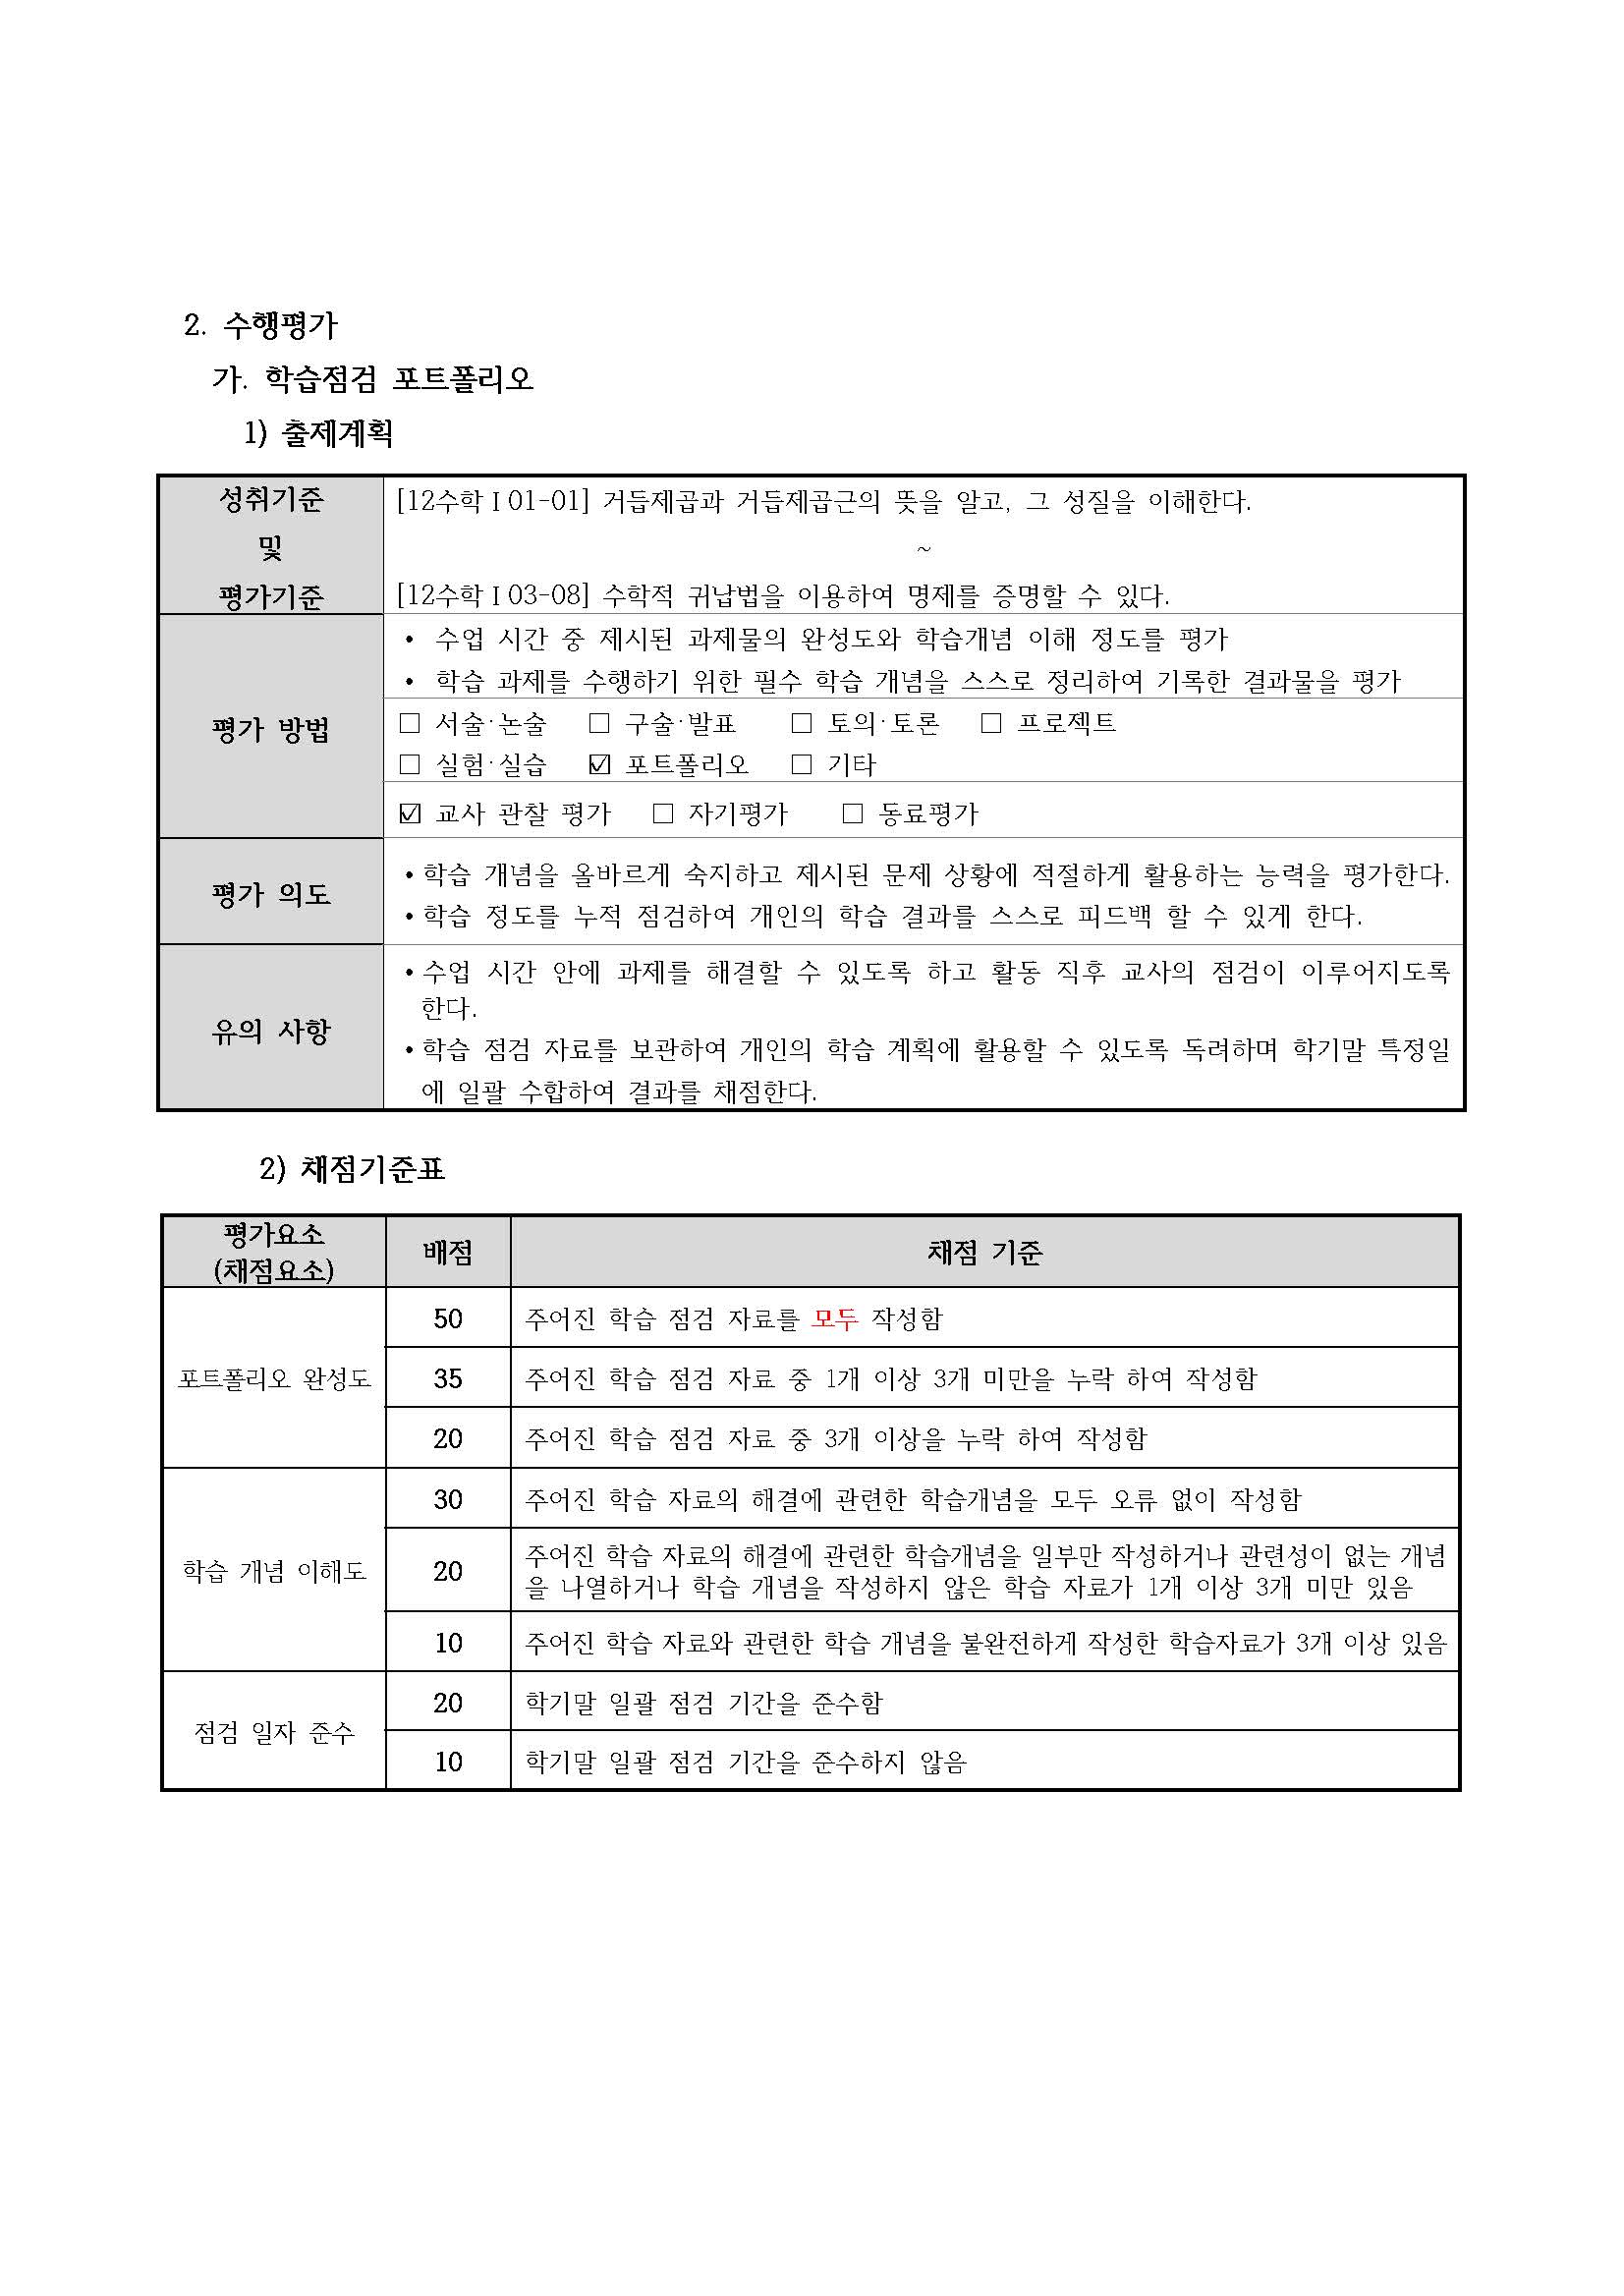 2. 수행평가
가. 학습점검 포트폴리오
1) 출제계획
성취기준
및
평가기준
[12수학Ⅰ01-01] 거듭제곱과 거듭제곱근의 뜻을 알고, 그 성질을 이해한다.
~
[12수학Ⅰ03-08] 수학적 귀납법을 이용하여 명제를 증명할 수 있다.
평가 방법
• 수업 시간 중 제시된 과제물의 완성도와 학습개념 이해 정도를 평가
• 학습 과제를 수행하기 위한 필수 학습 개념을 스스로 정리하여 기록한 결과물을 평가
□ 서술·논술 □ 구술·발표 □ 토의·토론 □ 프로젝트
□ 실험·실습 ☑ 포트폴리오 □ 기타
☑ 교사 관찰 평가 □ 자기평가 □ 동료평가
평가 의도
• 학습 개념을 올바르게 숙지하고 제시된 문제 상황에 적절하게 활용하는 능력을 평가한다.
• 학습 정도를 누적 점검하여 개인의 학습 결과를 스스로 피드백 할 수 있게 한다.
유의 사항
• 수업 시간 안에 과제를 해결할 수 있도록 하고 활동 직후 교사의 점검이 이루어지도록
한다.
• 학습 점검 자료를 보관하여 개인의 학습 계획에 활용할 수 있도록 독려하며 학기말 특정일
에 일괄 수합하여 결과를 채점한다.
2) 채점기준표
평가요소
(채점요소)
배점
채점 기준
포트폴리오 완성도
50
주어진 학습 점검 자료를 모두 작성함
35
주어진 학습 점검 자료 중 1개 이상 3개 미만을 누락 하여 작성함
20
주어진 학습 점검 자료 중 3개 이상을 누락 하여 작성함
학습 개념 이해도
30
주어진 학습 자료의 해결에 관련한 학습개념을 모두 오류 없이 작성함
20
주어진 학습 자료의 해결에 관련한 학습개념을 일부만 작성하거나 관련성이 없는 개념
을 나열하거나 학습 개념을 작성하지 않은 학습 자료가 1개 이상 3개 미만 있음
10
주어진 학습 자료와 관련한 학습 개념을 불완전하게 작성한 학습자료가 3개 이상 있음
점검 일자 준수
20
학기말 일괄 점검 기간을 준수함
10
학기말 일괄 점검 기간을 준수하지 않음